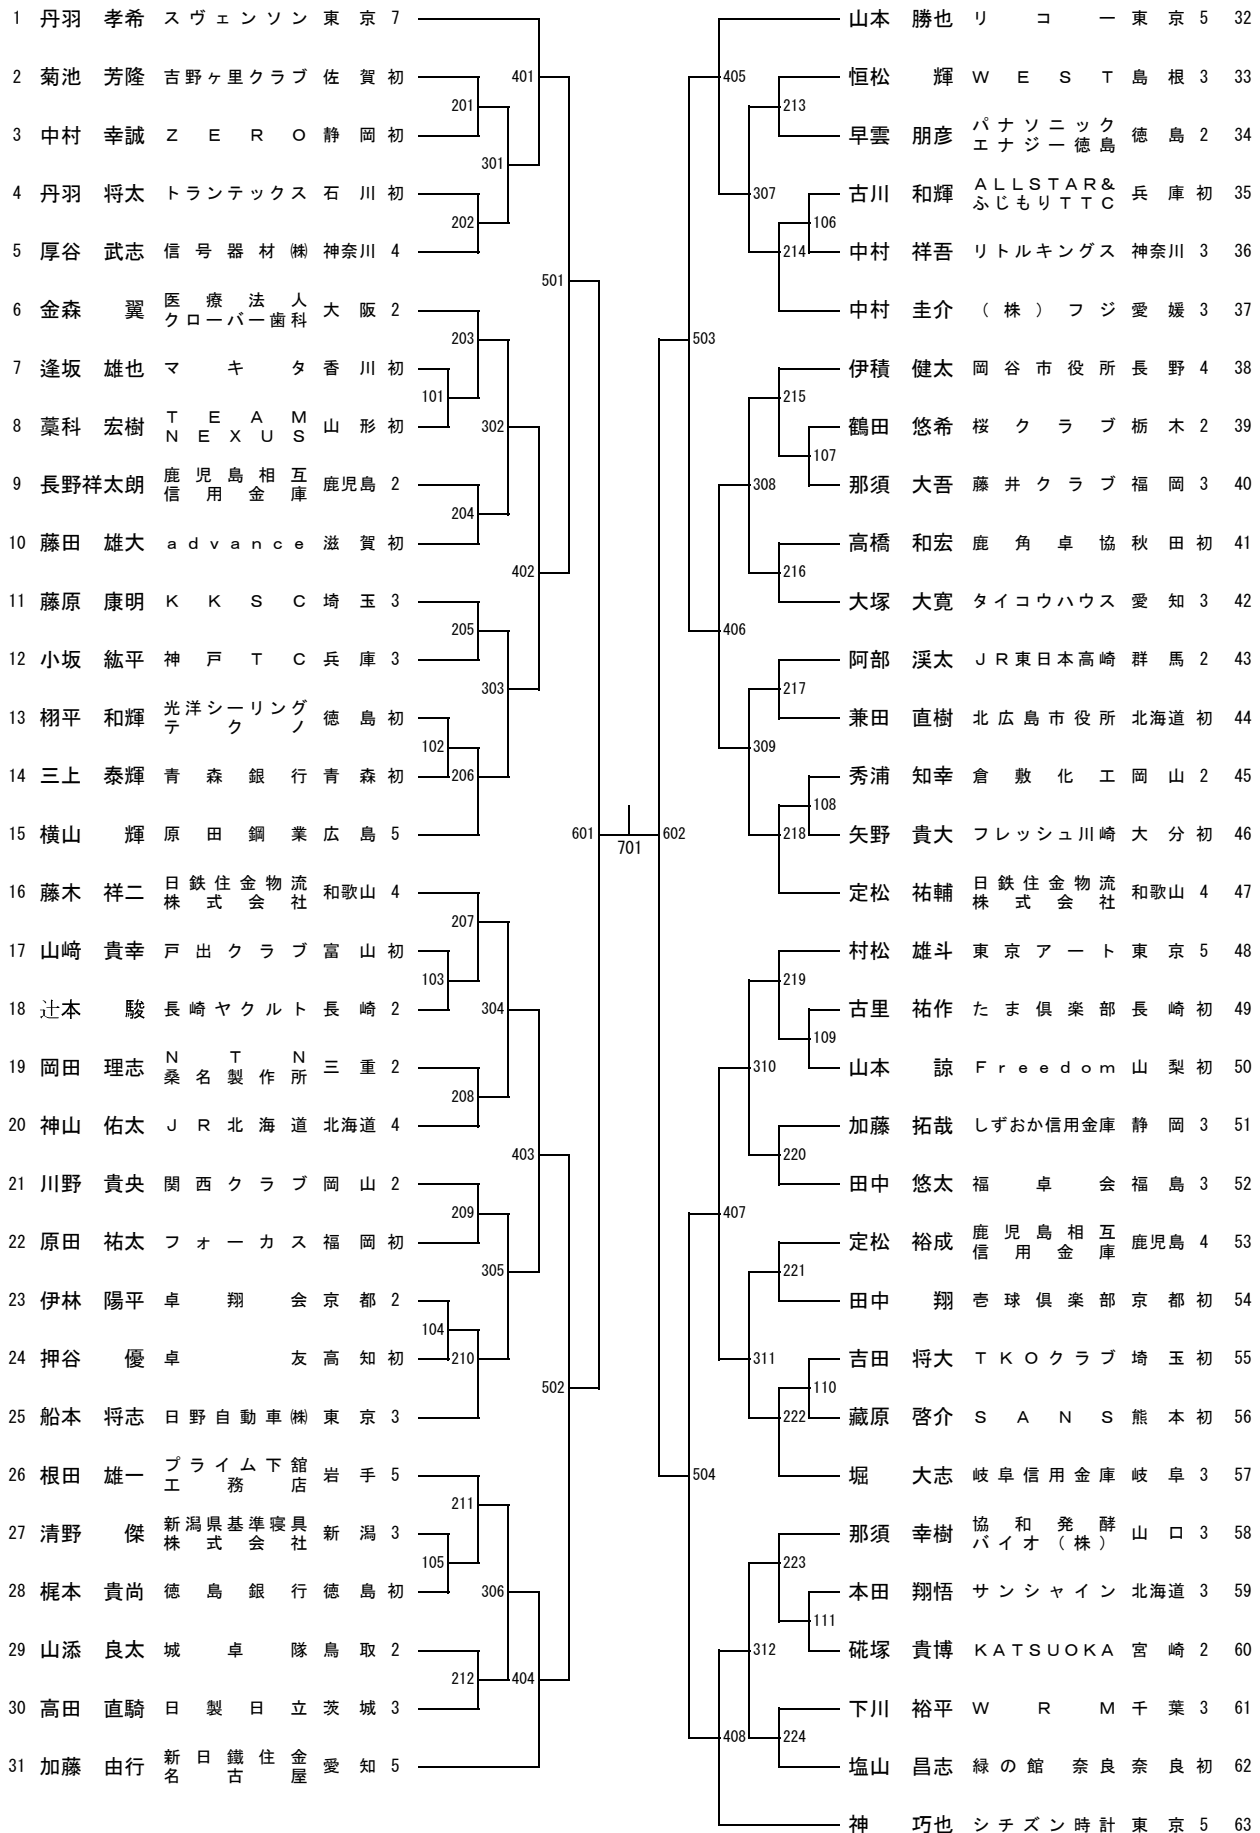 1 丹羽 孝希 スヴェンソン 東京 7
2 菊池 芳隆 吉野ヶ里クラブ 佐賀 初
3 中村 幸誠 ZERO 静岡 初
4 丹羽 将太 トランテックス 石川 初
5 厚谷 武志 信号器材㈱ 神奈川 4
6 金森 翼 医療法人
クローバー歯科 大阪 2
7 逢坂 雄也 マキタ 香川 初
8 藁科 宏樹 TEAM
NEXUS 山形 初
9 長野祥太朗 鹿児島相互
信用金庫 鹿児島 2
10 藤田 雄大 advance 滋賀 初
11 藤原 康明 KKSC 埼玉 3
12 小坂 紘平 神戸TC 兵庫 3
13 栩平 和輝 光洋シーリング
テクノ 徳島 初
14 三上 泰輝 青森銀行 青森 初
15 横山 輝 原田鋼業 広島 5
16 藤木 祥二 日鉄住金物流
株式会社 和歌山 4
17 山﨑 貴幸 戸出クラブ 富山 初
18 辻本 駿 長崎ヤクルト 長崎 2
19 岡田 理志 NTN
桑名製作所 三重 2
20 神山 佑太 JR北海道 北海道 4
21 川野 貴央 関西クラブ 岡山 2
22 原田 祐太 フォーカス 福岡 初
23 伊林 陽平 卓翔会 京都 2
24 押谷 優 卓友 高知 初
25 船本 将志 日野自動車㈱ 東京 3
26 根田 雄一 プライム下舘
工務店 岩手 5
27 清野 傑 新潟県基準寝具
株式会社 新潟 3
28 梶本 貴尚 徳島銀行 徳島 初
29 山添 良太 城卓隊 鳥取 2
30 高田 直騎 日製日立 茨城 3
31 加藤 由行 新日鐵住金
名古屋 愛知 5
401
201
301
202
501
203
101
302
204
402
205
303
102
206
601
207
103
304
208
403
209
305
104
210
502
211
105
306
212
404
701
602
405
213
307
106
214
503
215
107
308
216
406
217
309
108
218
219
109
310
220
407
221
311
110
222
504
223
111
312
224
408
山本 勝也 リコー 東京 5 32
恒松 輝 WEST 島根 3 33
早雲 朋彦 パナソニック
エナジー徳島 徳島 2 34
古川 和輝 ALLSTAR&
ふじもりTTC 兵庫 初 35
中村 祥吾 リトルキングス 神奈川 3 36
中村 圭介 (株)フジ 愛媛 3 37
伊積 健太 岡谷市役所 長野 4 38
鶴田 悠希 桜クラブ 栃木 2 39
那須 大吾 藤井クラブ 福岡 3 40
高橋 和宏 鹿角卓協 秋田 初 41
大塚 大寛 タイコウハウス 愛知 3 42
阿部 渓太 JR東日本高崎 群馬 2 43
兼田 直樹 北広島市役所 北海道 初 44
秀浦 知幸 倉敷化工 岡山 2 45
矢野 貴大 フレッシュ川崎 大分 初 46
定松 祐輔 日鉄住金物流
株式会社 和歌山 4 47
村松 雄斗 東京アート 東京 5 48
古里 祐作 たま倶楽部 長崎 初 49
山本 諒 Freedom 山梨 初 50
加藤 拓哉 しずおか信用金庫 静岡 3 51
田中 悠太 福卓会 福島 3 52
定松 裕成 鹿児島相互
信用金庫 鹿児島 4 53
田中 翔 壱球倶楽部 京都 初 54
吉田 将大 TKOクラブ 埼玉 初 55
藏原 啓介 SANS 熊本 初 56
堀 大志 岐阜信用金庫 岐阜 3 57
那須 幸樹 協和発酵
バイオ(株) 山口 3 58
本田 翔悟 サンシャイン 北海道 3 59
硴塚 貴博 KATSUOKA 宮崎 2 60
下川 裕平 WRM 千葉 3 61
塩山 昌志 緑の館 奈良 奈良 初 62
神 巧也 シチズン時計 東京 5 63